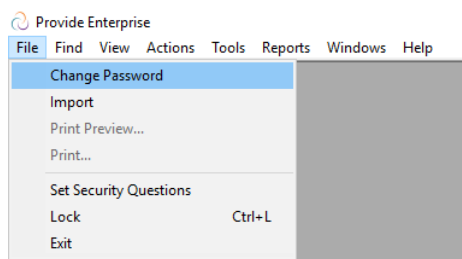 Provide Enterprise
File Find View Actions Tools Reports Windows Help
Change Password
Import
Print Preview...
Print...
Set Security Questions
Lock Ctrl+L
Exit